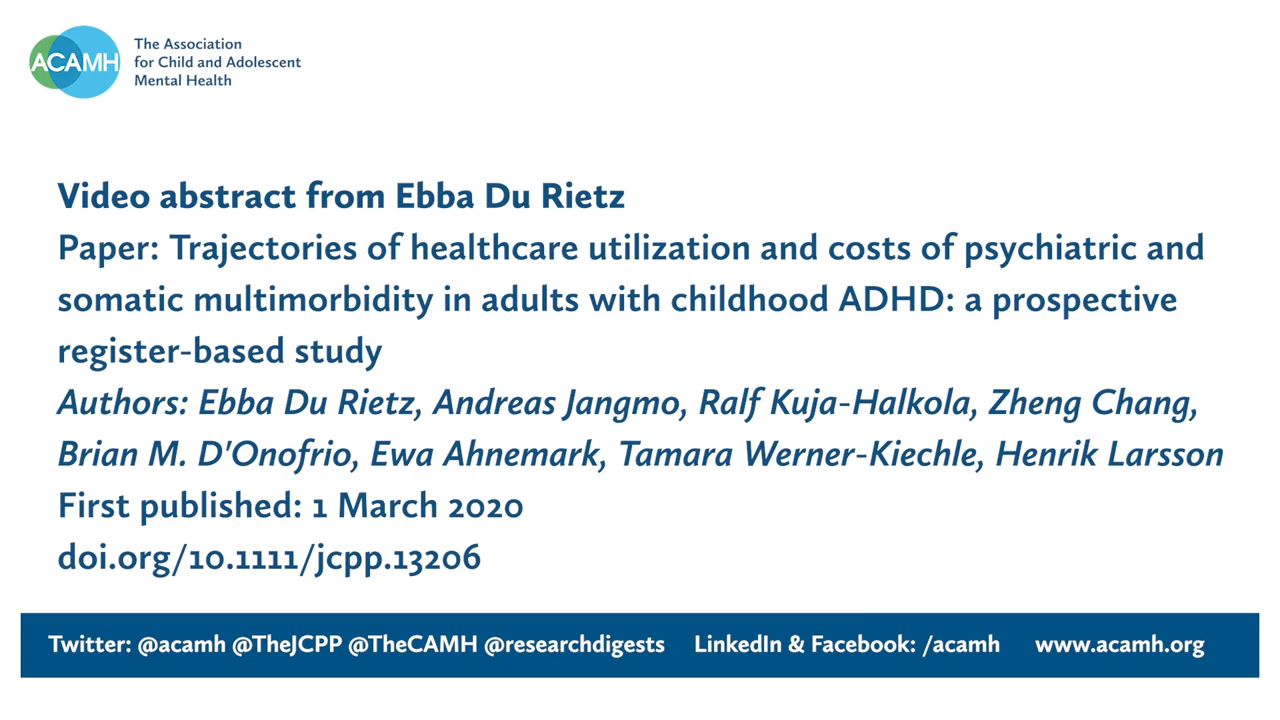 ACAMH
The Association
for Child and Adolescent
Mental Health
Video abstract from Ebba Du Rietz
Paper: Trajectories of healthcare utilization and costs of psychiatric and
somatic multimorbidity in adults with childhood ADHD: a prospective
register-based study
Authors: Ebba Du Rietz, Andreas Jangmo, Ralf Kuja-Halkola, Zheng Chang,
Brian M. D'Onofrio, Ewa Ahnemark, Tamara Werner-Kiechle, Henrik Larsson
First published: 1 March 2020
doi.org/10.1111/jcpp.13206
Twitter: @acamh @TheJCPP @TheCAMH @researchdigests LinkedIn & Facebook: /acamh www.acamh.org